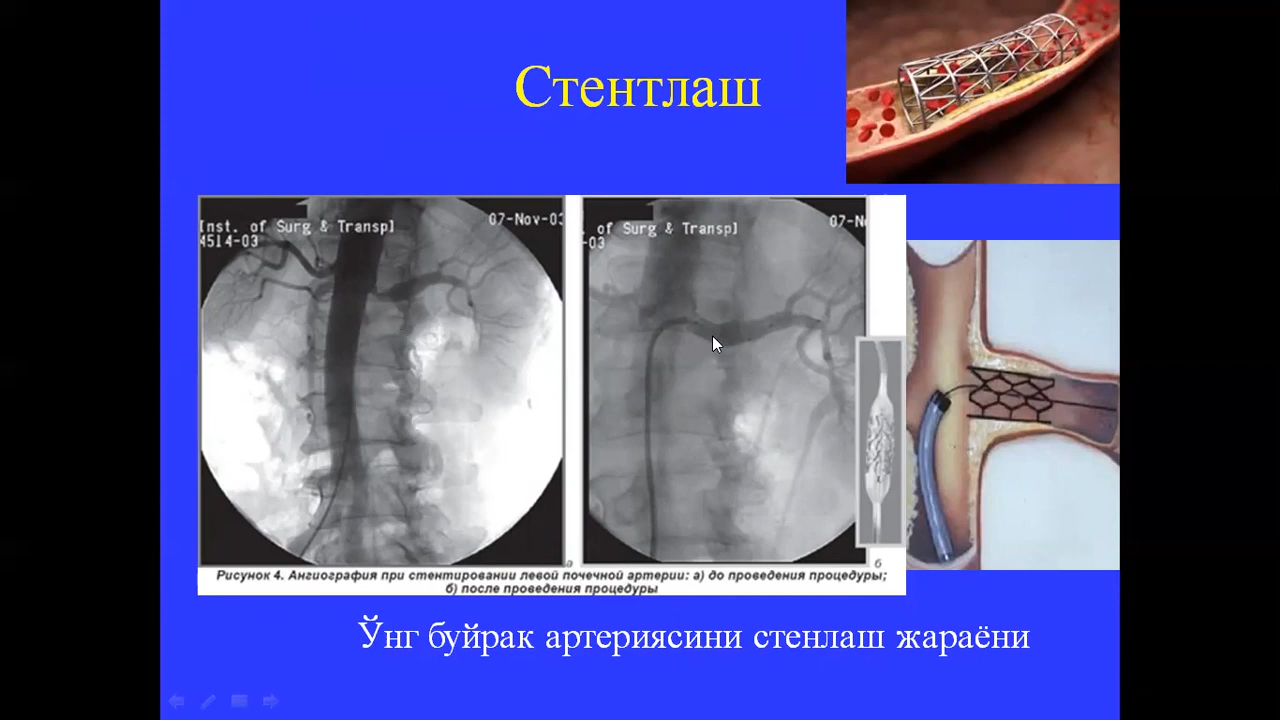 Стентлаш
[Inst. of Surg & Transp]
4514-03
07-Nov-03
. of Surg & Transp]
-03
07-N
а
б
Рисунок 4. Ангиография при стентировании левой почечной артерии: а) до проведения процедуры;
б) после проведения процедуры
Ўнг буйрак артериясини стенлаш жараёни